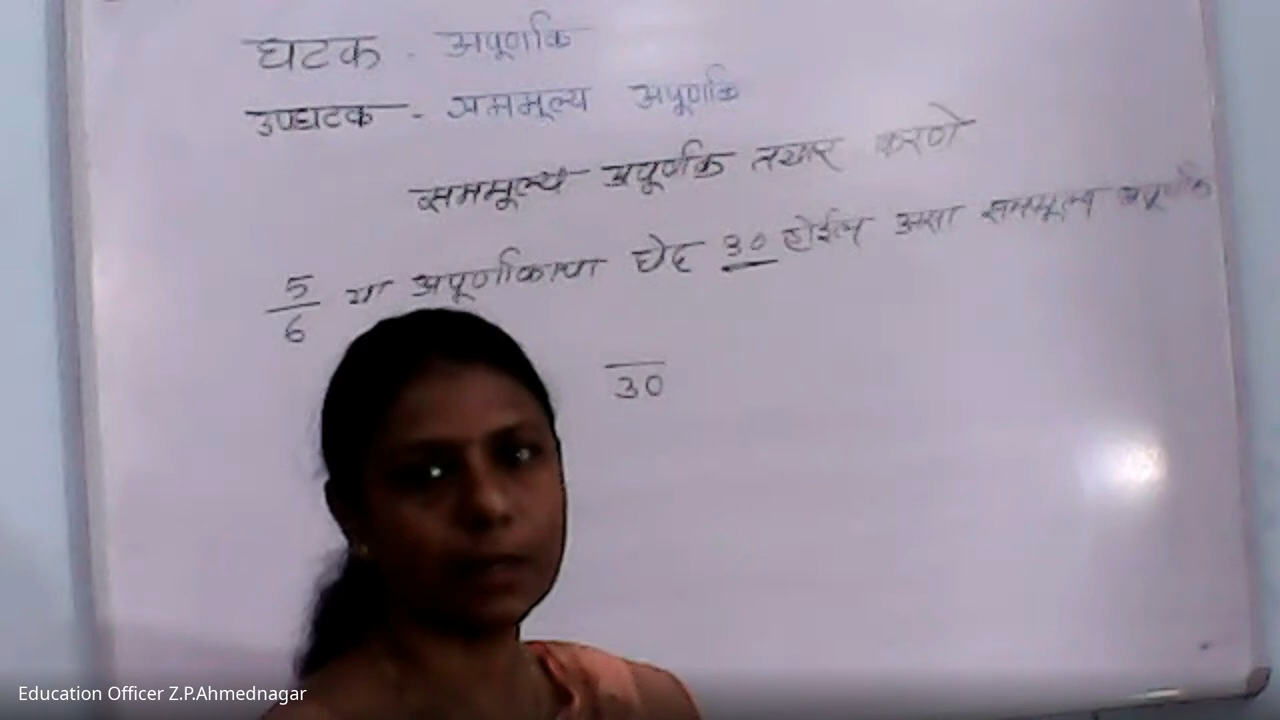 घटक - अपूर्णांक
उपघटक - सममूल्य अपूर्णांक
सममूल्य अपूर्णांक तयार करणे
5/6 या अपूर्णांकाचा छेद 30 होईल असा सममूल्य अपूर्णांक
30
Education Officer Z.P.Ahmednagar